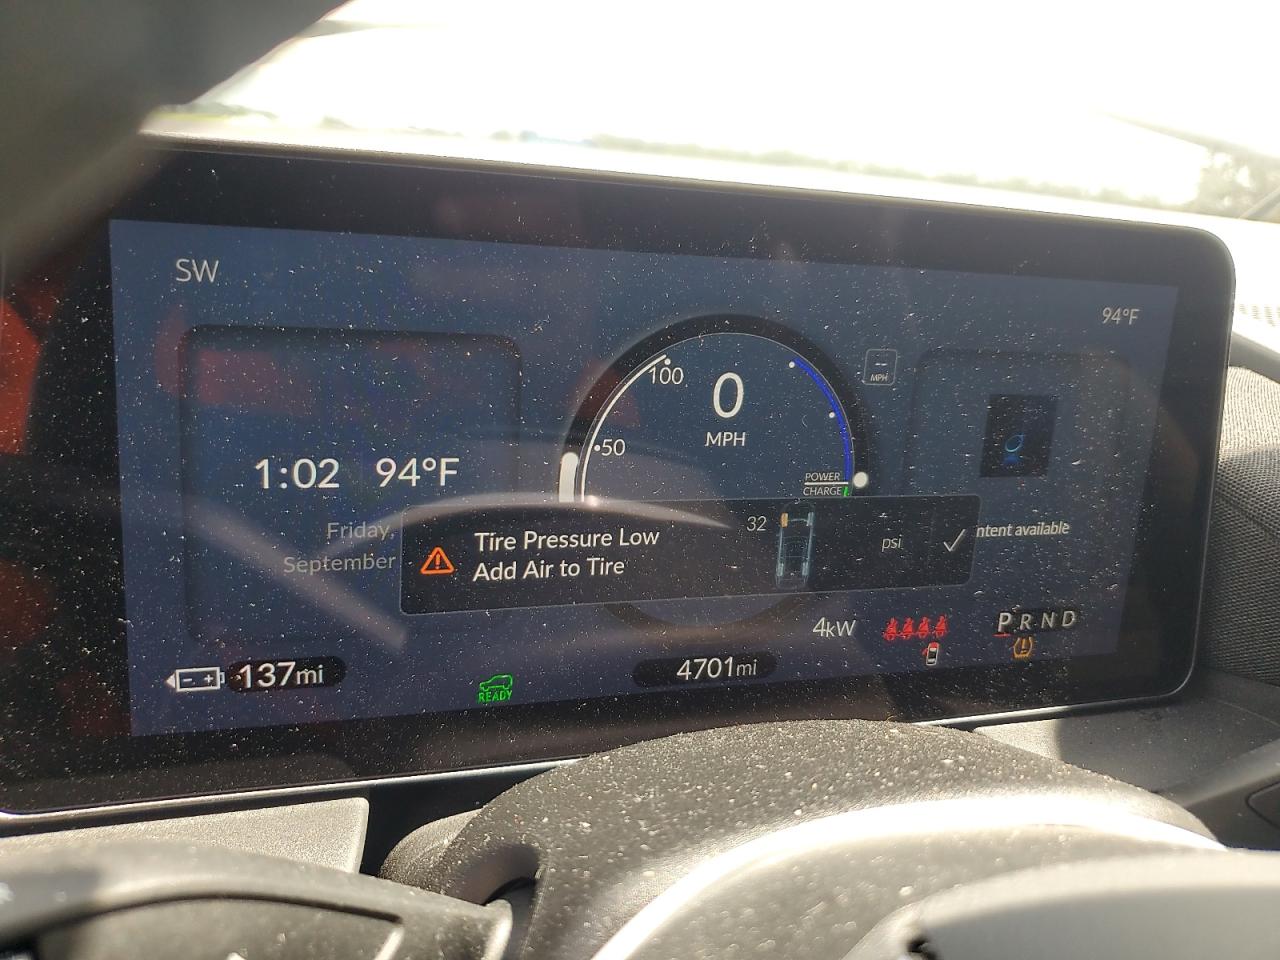 SW
94°F
100
0
MPH
--
MPH
50
1:02 94°F
POWER
CHARGE
Friday,
September
Tire Pressure Low
Add Air to Tire
32
psi
ntent available
4kW
P R N D
137mi
READY
4701mi